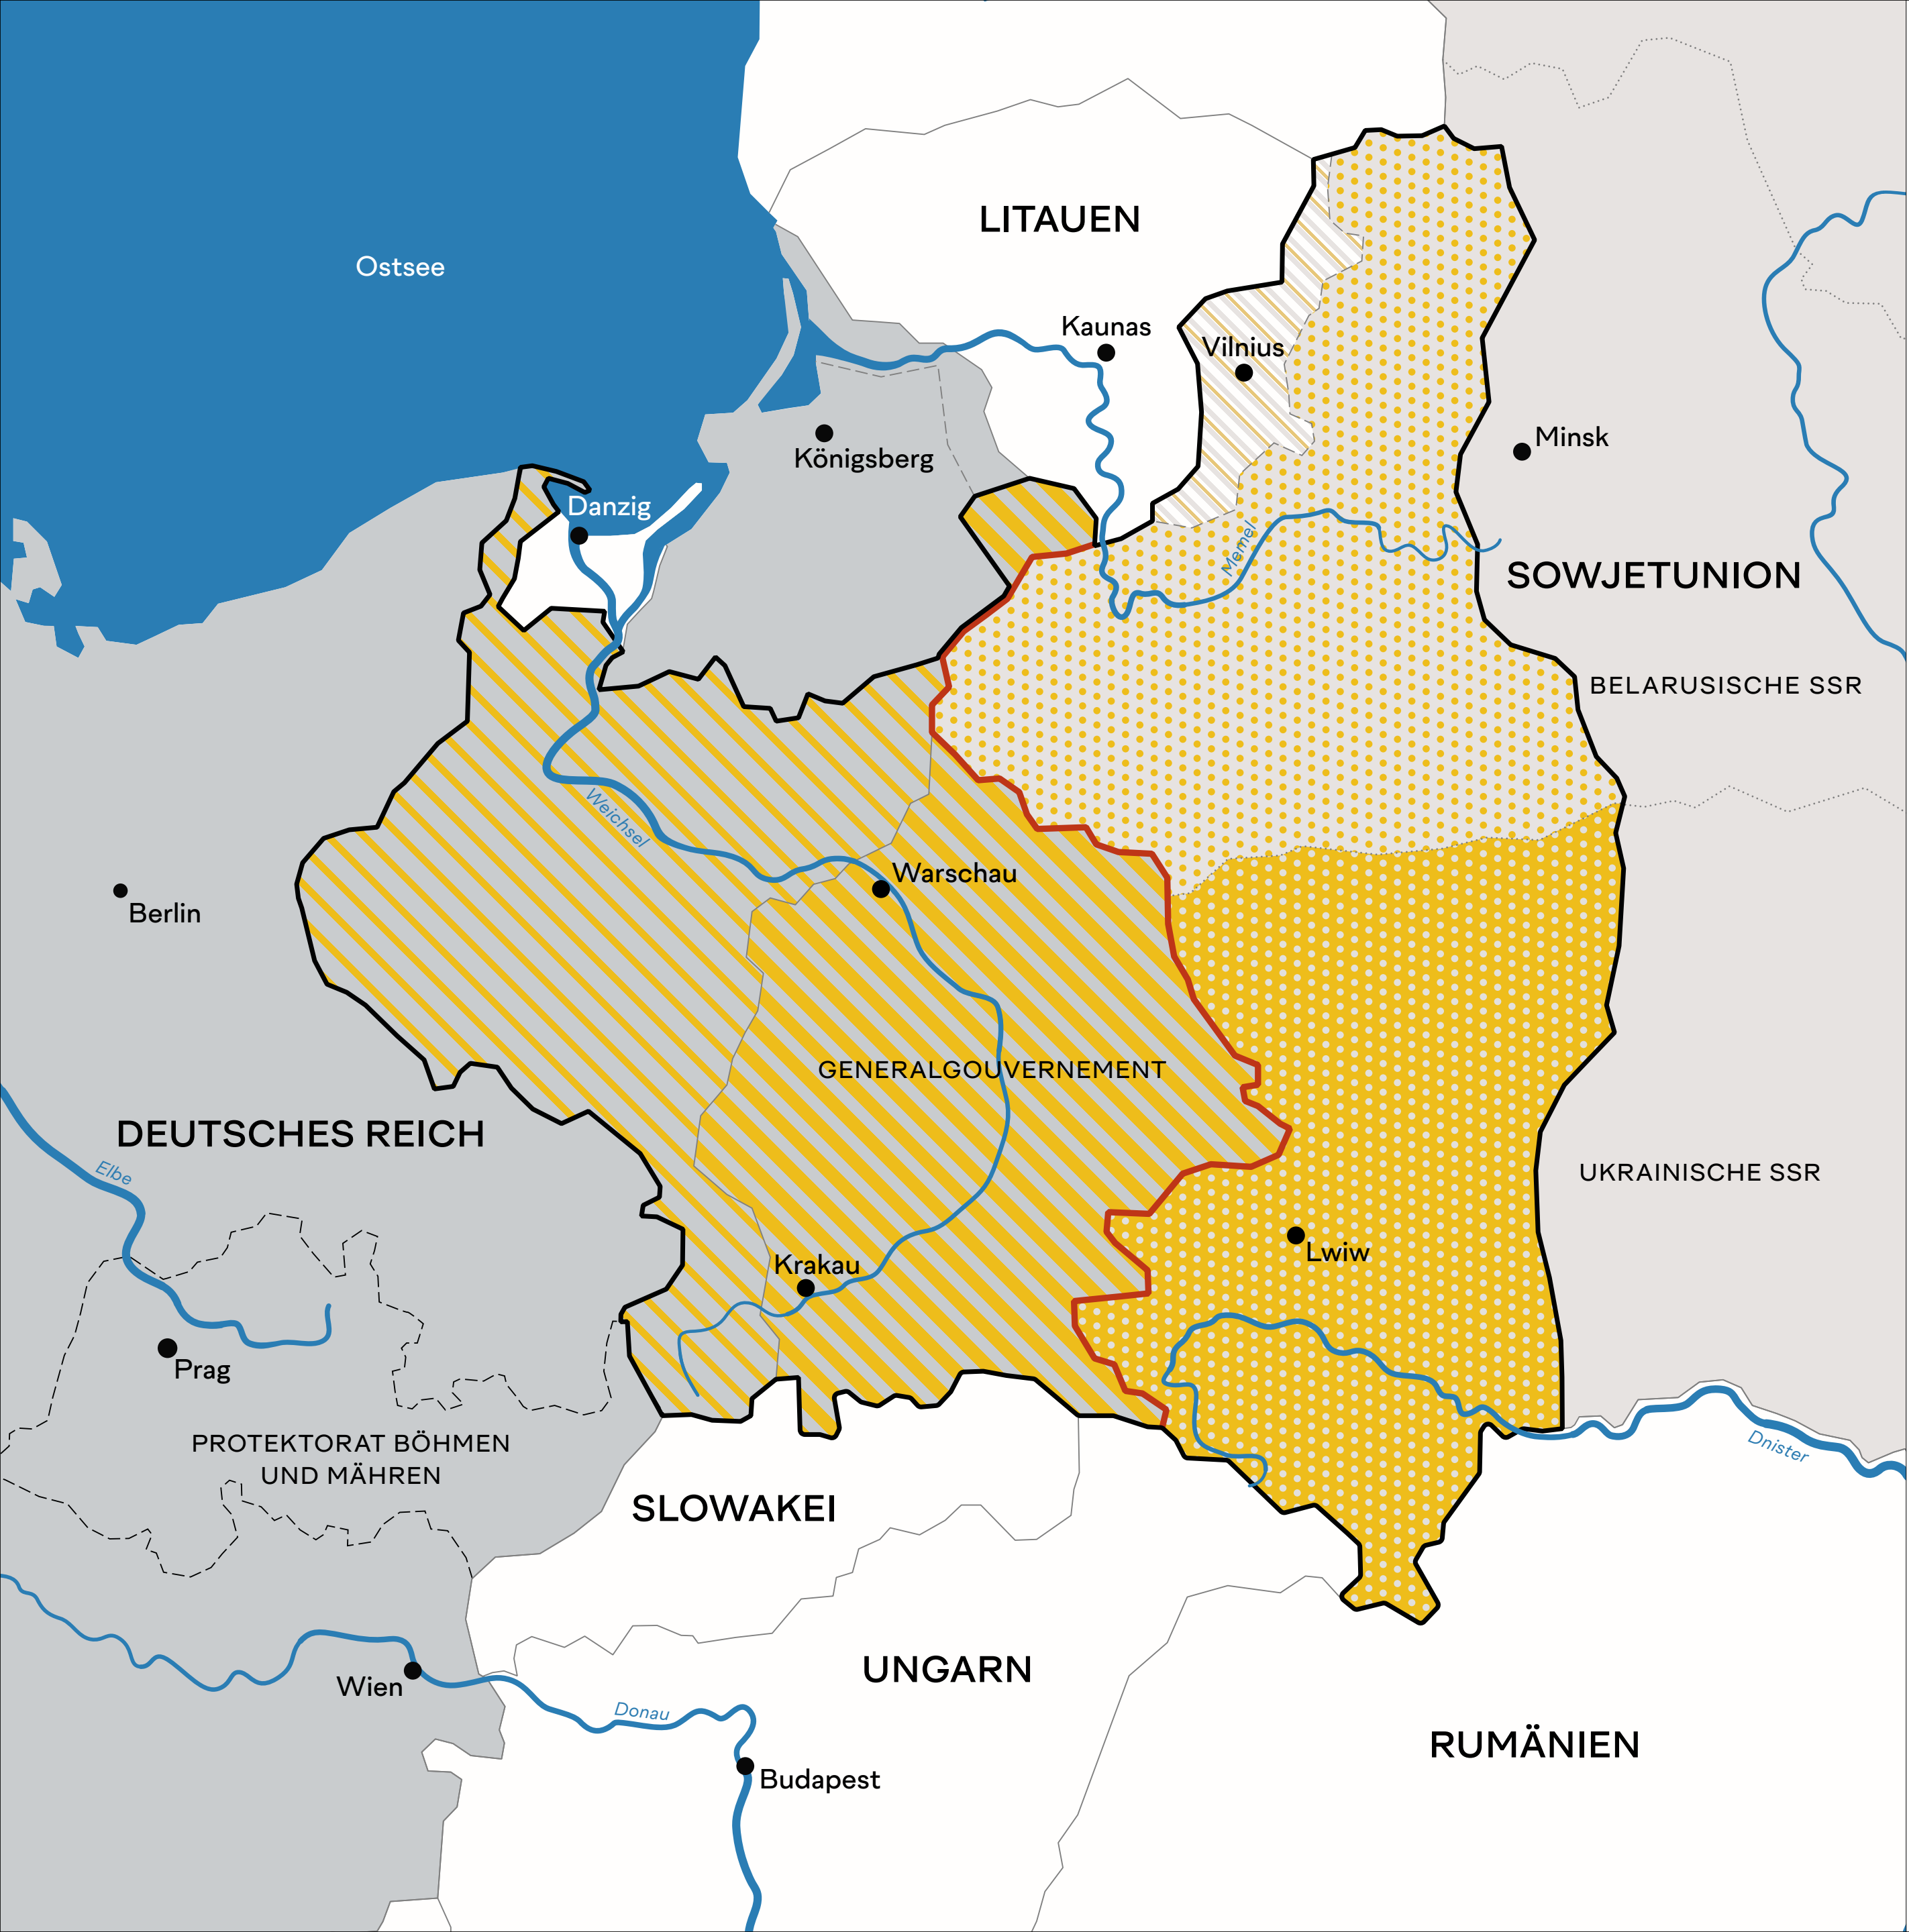 LITAUEN
Ostsee
Kaunas
Vilnius
Minsk
Königsberg
Danzig
Memel
SOWJETUNION
BELARUSISCHE SSR
Weichsel
Warschau
Berlin
GENERALGOUVERNEMENT
DEUTSCHES REICH
Elbe
UKRAINISCHE SSR
Lwiw
Krakau
Prag
PROTEKTORAT BÖHMEN
UND MÄHREN
Dnister
SLOWAKEI
UNGARN
Wien
Donau
RUMÄNIEN
Budapest